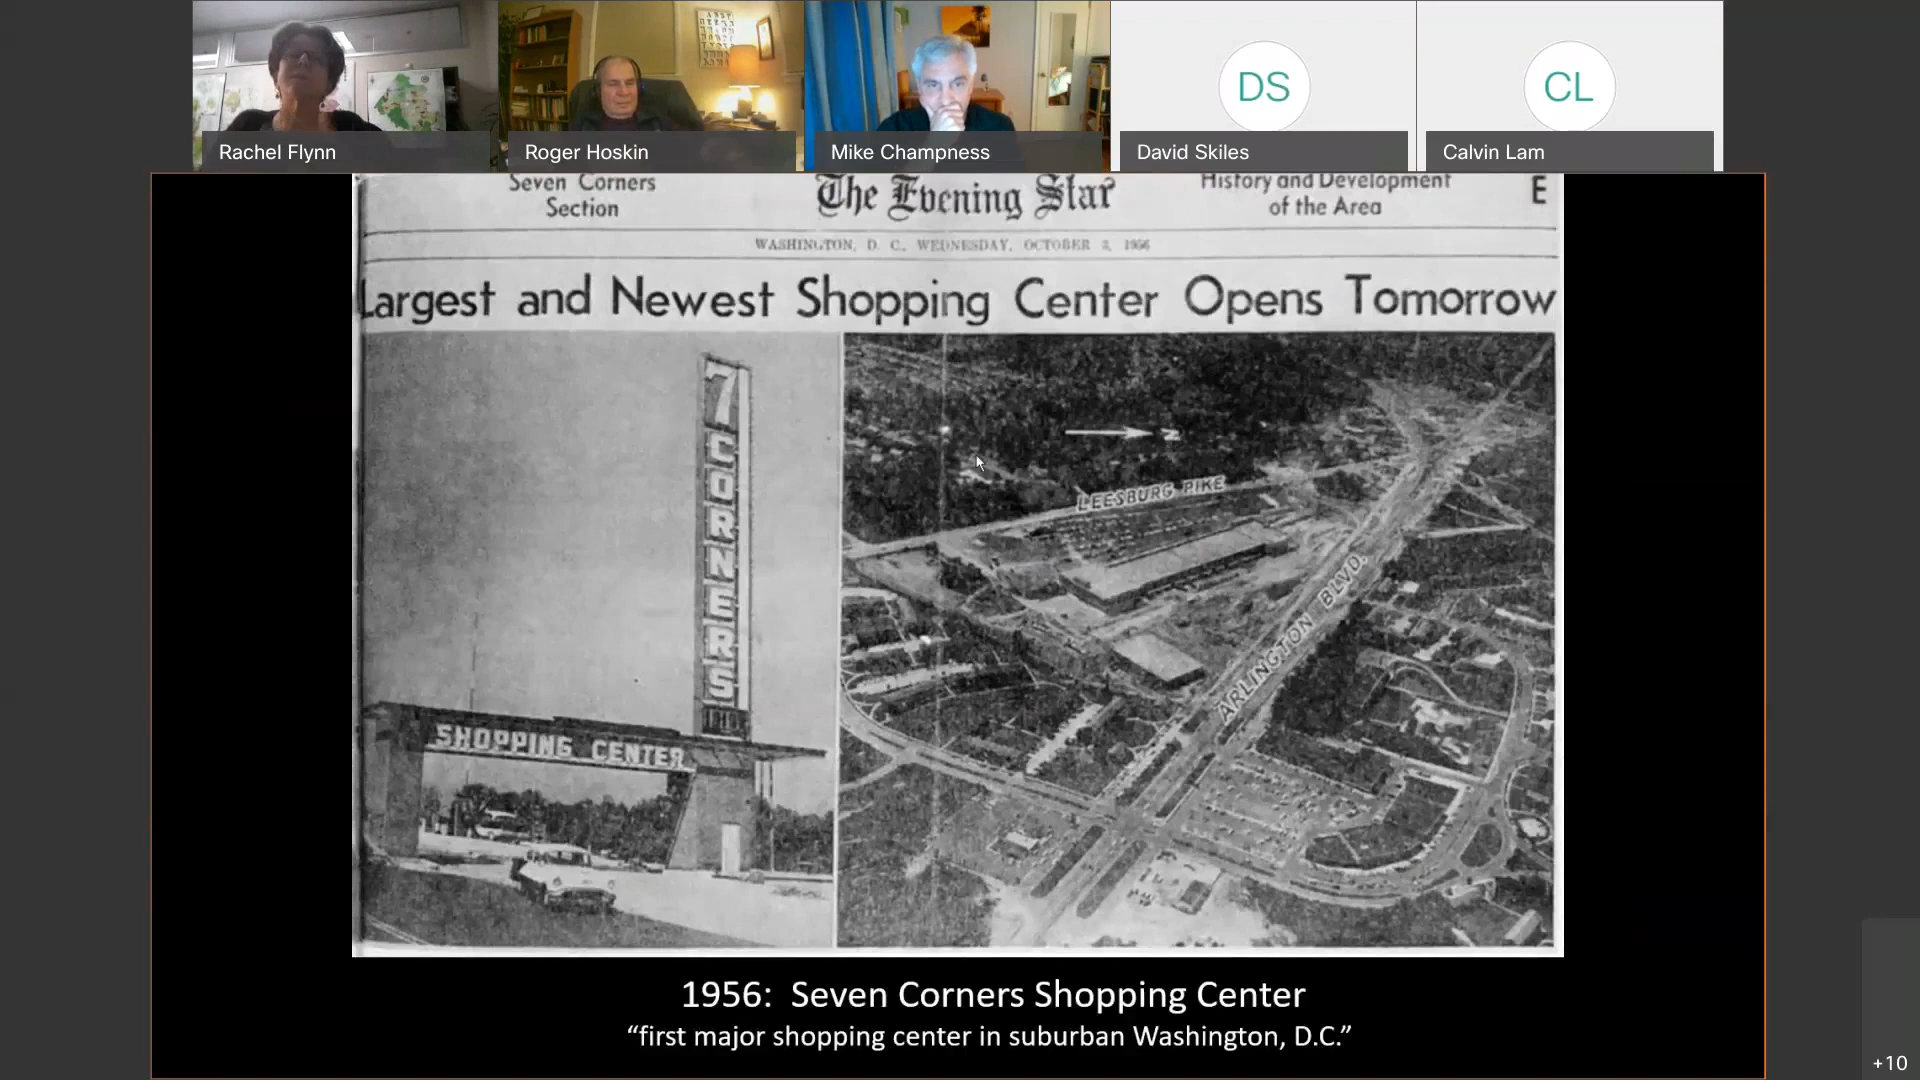 DS
CL
Rachel Flynn
Roger Hoskin
Mike Champness
David Skiles
Calvin Lam
Seven Corners
Section
The Evening Star
History and Development
of the Area
E
WASHINGTON, D. C., WEDNESDAY, OCTOBER 3, 1956
Largest and Newest Shopping Center Opens Tomorrow
7 CORNERS
SHOPPING CENTER
N
LEESBURG PIKE
ARLINGTON BLVD.
1956: Seven Corners Shopping Center
“first major shopping center in suburban Washington, D.C.”
+10